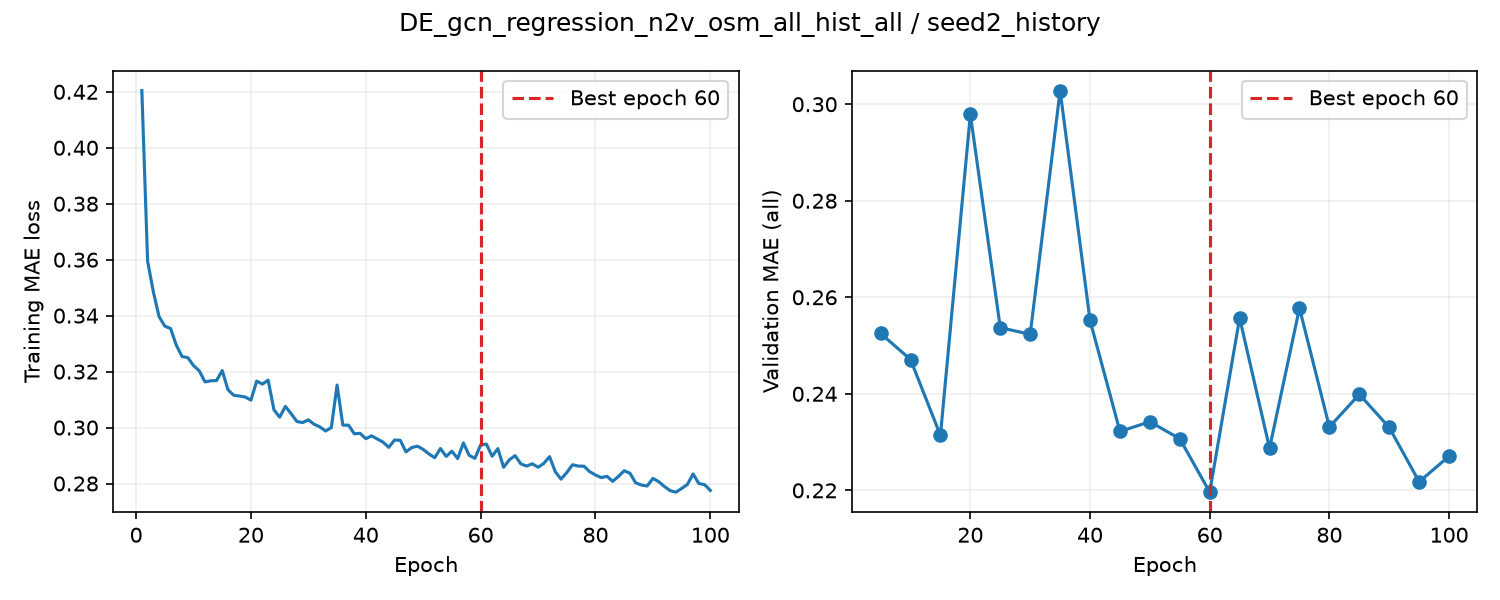 DE_gcn_regression_n2v_osm_all_hist_all / seed2_history
Training MAE loss
0.42
0.40
0.38
0.36
0.34
0.32
0.30
0.28
0 20 40 60 80 100
Epoch
Best epoch 60
Validation MAE (all)
0.30
0.28
0.26
0.24
0.22
20 40 60 80 100
Epoch
Best epoch 60